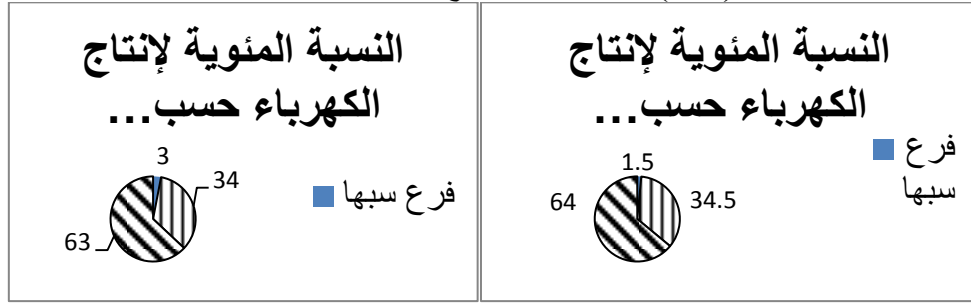 النسبة المئوية لإنتاج
الكهرباء حسب...
1.5
34.5
64
فرع
سبها
النسبة المئوية لإنتاج
الكهرباء حسب...
3
34
63
فرع سبها